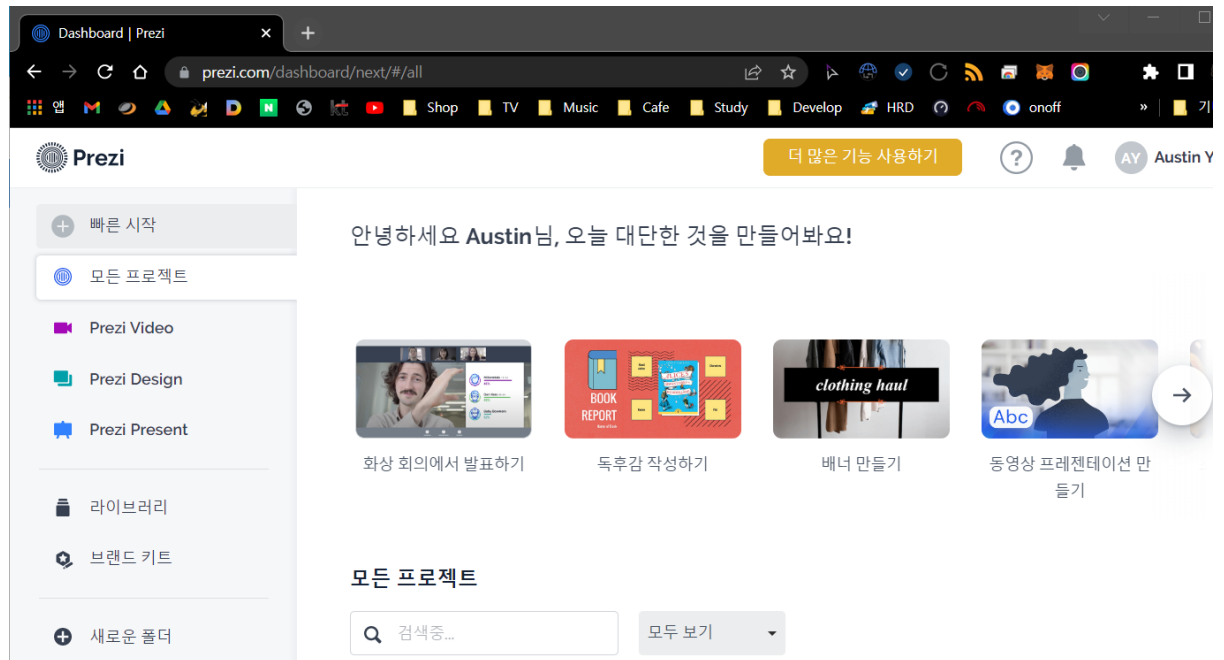 Dashboard | Prezi
prezi.com/dashboard/next/#/all
앱
Shop
TV
Music
Cafe
Study
Develop
HRD
onoff
»
기
Prezi
더 많은 기능 사용하기
?
AY
Austin Y
빠른 시작
모든 프로젝트
Prezi Video
Prezi Design
Prezi Present
라이브러리
브랜드 키트
새로운 폴더
안녕하세요 Austin님, 오늘 대단한 것을 만들어봐요!
BOOK
REPORT
clothing haul
Abc
화상 회의에서 발표하기
독후감 작성하기
배너 만들기
동영상 프레젠테이션 만
들기
모든 프로젝트
검색중...
모두 보기